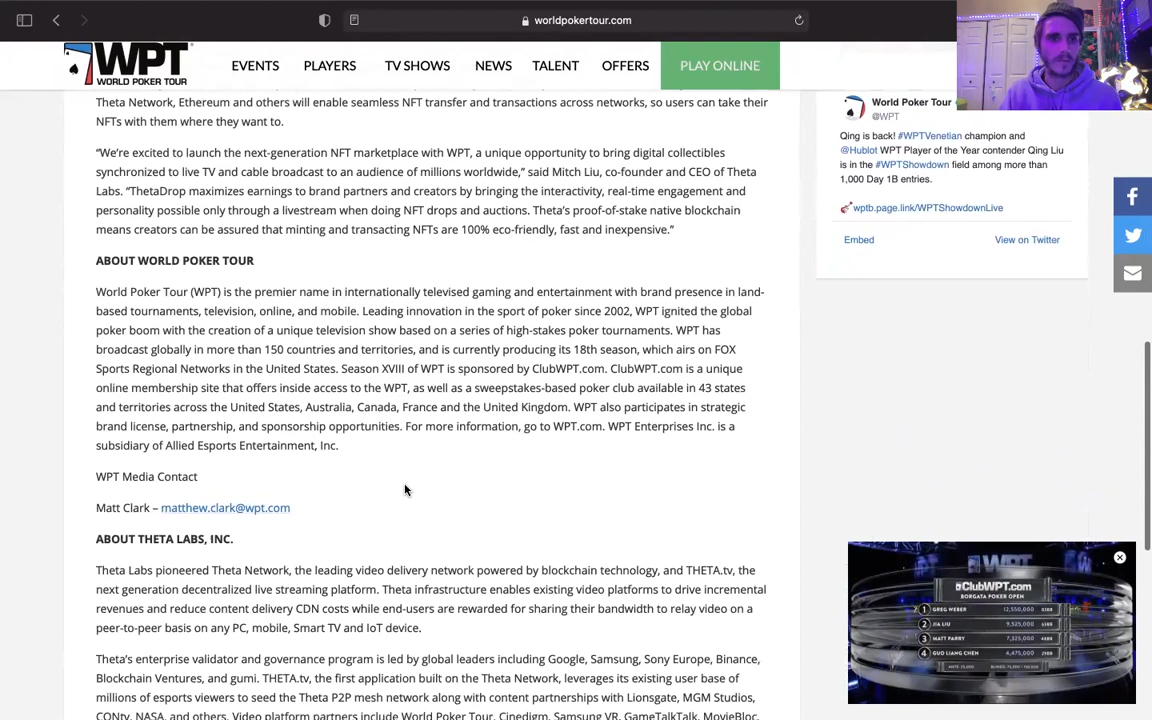 worldpokertour.com
WPT
WORLD POKER TOUR
EVENTS PLAYERS TV SHOWS NEWS TALENT OFFERS PLAY ONLINE
Theta Network, Ethereum and others will enable seamless NFT transfer and transactions across networks, so users can take their
NFTs with them where they want to.
“We’re excited to launch the next-generation NFT marketplace with WPT, a unique opportunity to bring digital collectibles
synchronized to live TV and cable broadcast to an audience of millions worldwide,” said Mitch Liu, co-founder and CEO of Theta
Labs. “ThetaDrop maximizes earnings to brand partners and creators by bringing the interactivity, real-time engagement and
personality possible only through a livestream when doing NFT drops and auctions. Theta’s proof-of-stake native blockchain
means creators can be assured that minting and transacting NFTs are 100% eco-friendly, fast and inexpensive.”
ABOUT WORLD POKER TOUR
World Poker Tour (WPT) is the premier name in internationally televised gaming and entertainment with brand presence in land-
based tournaments, television, online, and mobile. Leading innovation in the sport of poker since 2002, WPT ignited the global
poker boom with the creation of a unique television show based on a series of high-stakes poker tournaments. WPT has
broadcast globally in more than 150 countries and territories, and is currently producing its 18th season, which airs on FOX
Sports Regional Networks in the United States. Season XVIII of WPT is sponsored by ClubWPT.com. ClubWPT.com is a unique
online membership site that offers inside access to the WPT, as well as a sweepstakes-based poker club available in 43 states
and territories across the United States, Australia, Canada, France and the United Kingdom. WPT also participates in strategic
brand license, partnership, and sponsorship opportunities. For more information, go to WPT.com. WPT Enterprises Inc. is a
subsidiary of Allied Esports Entertainment, Inc.
WPT Media Contact
Matt Clark – matthew.clark@wpt.com
ABOUT THETA LABS, INC.
Theta Labs pioneered Theta Network, the leading video delivery network powered by blockchain technology, and THETA.tv, the
next generation decentralized live streaming platform. Theta infrastructure enables existing video platforms to drive incremental
revenues and reduce content delivery CDN costs while end-users are rewarded for sharing their bandwidth to relay video on a
peer-to-peer basis on any PC, mobile, Smart TV and IoT device.
Theta’s enterprise validator and governance program is led by global leaders including Google, Samsung, Sony Europe, Binance,
Blockchain Ventures, and gumi. THETA.tv, the first application built on the Theta Network, leverages its existing user base of
millions of esports viewers to seed the Theta P2P mesh network along with content partnerships with Lionsgate, MGM Studios,
CONtv, NASA, and others. Video platform partners include World Poker Tour, Cinedigm, Samsung VR, GameTalkTalk, MovieBloc,
World Poker Tour
@WPT
Qing is back! #WPTVenetian champion and
@Hublot WPT Player of the Year contender Qing Liu
is in the #WPTShowdown field among more than
1,000 Day 1B entries.
wptb.page.link/WPTShowdownLive
Embed View on Twitter
WPT
ClubWPT.com
BORGATA POKER OPEN
1 GREG WEBER 12,550,000
2 JIA LIU 9,525,000
3 MATT PARRY 7,325,000
4 GUO LIANG CHEN 4,475,000